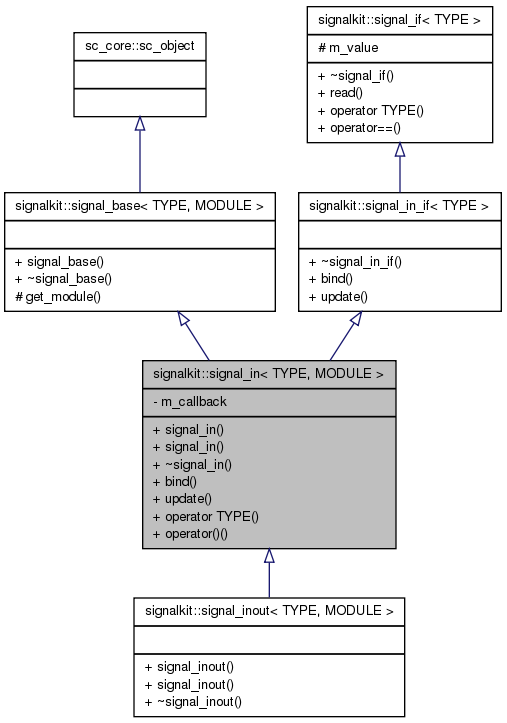 signalkit::signal_if< TYPE >
# m_value
+ ~signal_if()
+ read()
+ operator TYPE()
+ operator==()
sc_core::sc_object
signalkit::signal_base< TYPE, MODULE >
+ signal_base()
+ ~signal_base()
# get_module()
signalkit::signal_in_if< TYPE >
+ ~signal_in_if()
+ bind()
+ update()
signalkit::signal_in< TYPE, MODULE >
- m_callback
+ signal_in()
+ signal_in()
+ ~signal_in()
+ bind()
+ update()
+ operator TYPE()
+ operator()()
signalkit::signal_inout< TYPE, MODULE >
+ signal_inout()
+ signal_inout()
+ ~signal_inout()